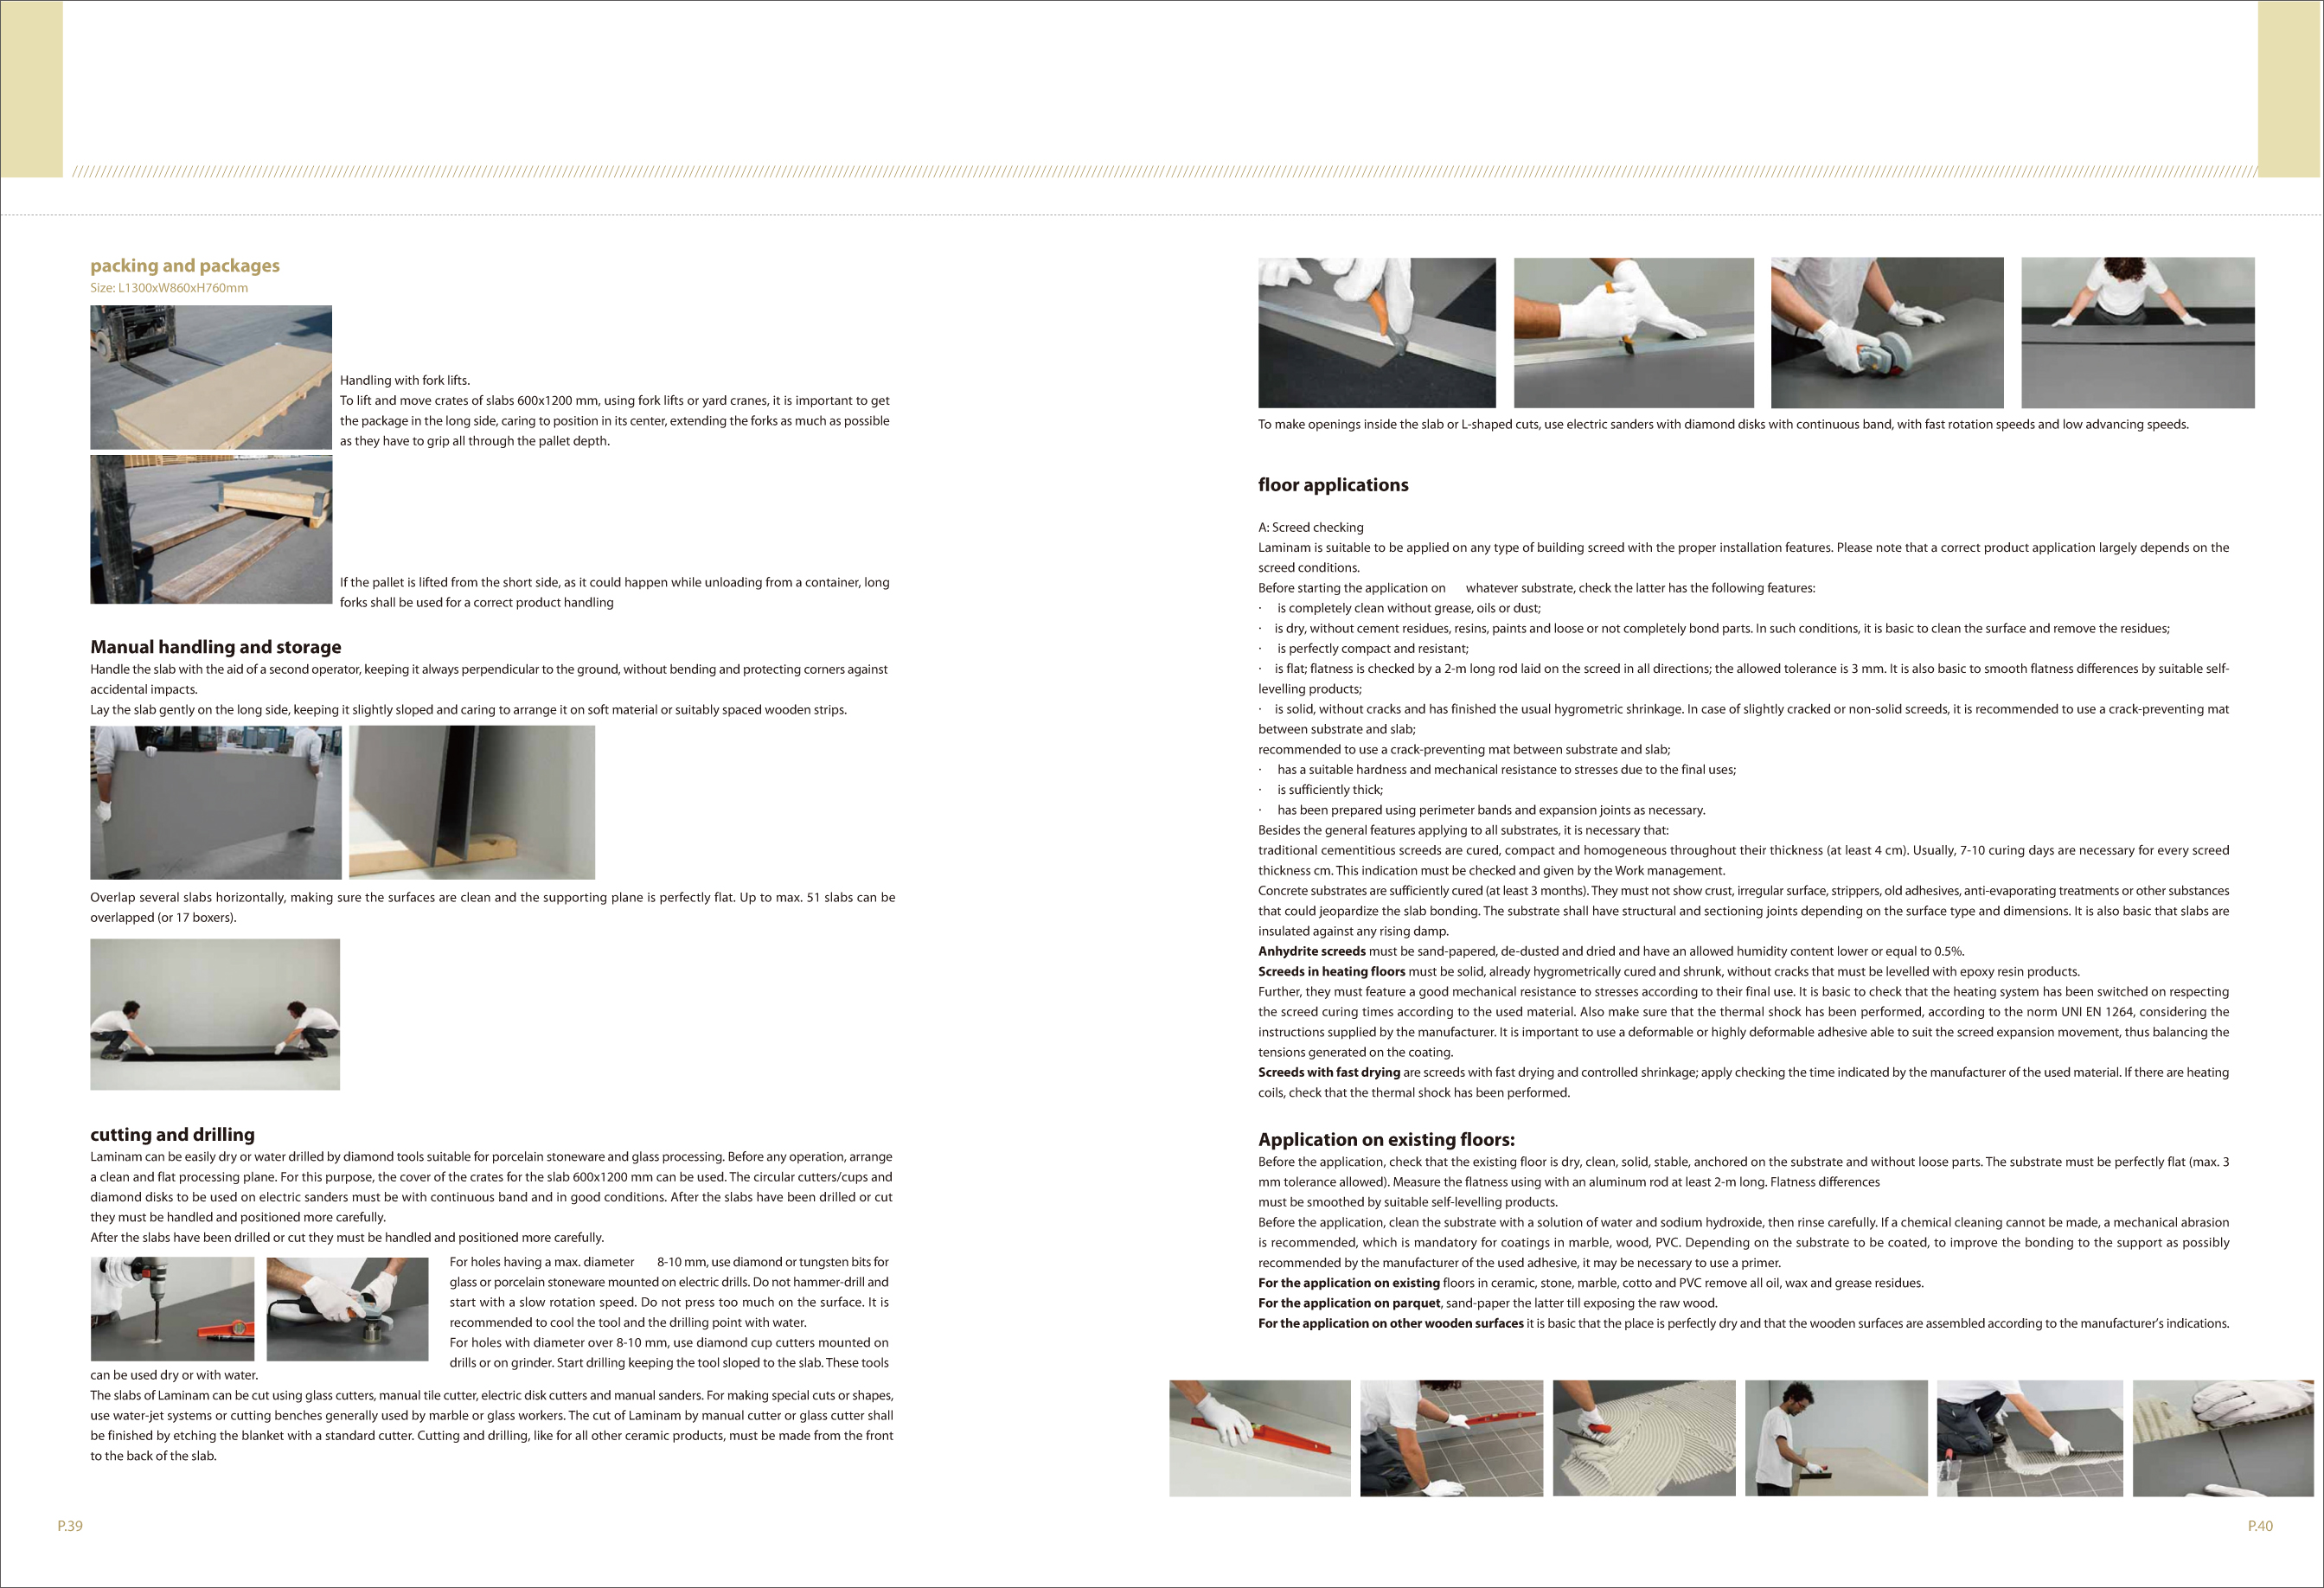 packing and packages
Size: L1300xW860xH760mm
Handling with fork lifts.
To lift and move crates of slabs 600x1200 mm, using fork lifts or yard cranes, it is important to get
the package in the long side, caring to position in its center, extending the forks as much as possible
as they have to grip all through the pallet depth.
If the pallet is lifted from the short side, as it could happen while unloading from a container, long
forks shall be used for a correct product handling
Manual handling and storage
Handle the slab with the aid of a second operator, keeping it always perpendicular to the ground, without bending and protecting corners against
accidental impacts.
Lay the slab gently on the long side, keeping it slightly sloped and caring to arrange it on soft material or suitably spaced wooden strips.
Overlap several slabs horizontally, making sure the surfaces are clean and the supporting plane is perfectly flat. Up to max. 51 slabs can be
overlapped (or 17 boxers).
cutting and drilling
Laminam can be easily dry or water drilled by diamond tools suitable for porcelain stoneware and glass processing. Before any operation, arrange
a clean and flat processing plane. For this purpose, the cover of the crates for the slab 600x1200 mm can be used. The circular cutters/cups and
diamond disks to be used on electric sanders must be with continuous band and in good conditions. After the slabs have been drilled or cut
they must be handled and positioned more carefully.
After the slabs have been drilled or cut they must be handled and positioned more carefully.
For holes having a max. diameter 8-10 mm, use diamond or tungsten bits for
glass or porcelain stoneware mounted on electric drills. Do not hammer-drill and
start with a slow rotation speed. Do not press too much on the surface. It is
recommended to cool the tool and the drilling point with water.
For holes with diameter over 8-10 mm, use diamond cup cutters mounted on
drills or on grinder. Start drilling keeping the tool sloped to the slab. These tools
can be used dry or with water.
The slabs of Laminam can be cut using glass cutters, manual tile cutter, electric disk cutters and manual sanders. For making special cuts or shapes,
use water-jet systems or cutting benches generally used by marble or glass workers. The cut of Laminam by manual cutter or glass cutter shall
be finished by etching the blanket with a standard cutter. Cutting and drilling, like for all other ceramic products, must be made from the front
to the back of the slab.
P.39
To make openings inside the slab or L-shaped cuts, use electric sanders with diamond disks with continuous band, with fast rotation speeds and low advancing speeds.
floor applications
A: Screed checking
Laminam is suitable to be applied on any type of building screed with the proper installation features. Please note that a correct product application largely depends on the
screed conditions.
Before starting the application on whatever substrate, check the latter has the following features:
· is completely clean without grease, oils or dust;
· is dry, without cement residues, resins, paints and loose or not completely bond parts. In such conditions, it is basic to clean the surface and remove the residues;
· is perfectly compact and resistant;
· is flat; flatness is checked by a 2-m long rod laid on the screed in all directions; the allowed tolerance is 3 mm. It is also basic to smooth flatness differences by suitable self-
levelling products;
· is solid, without cracks and has finished the usual hygrometric shrinkage. In case of slightly cracked or non-solid screeds, it is recommended to use a crack-preventing mat
between substrate and slab;
recommended to use a crack-preventing mat between substrate and slab;
· has a suitable hardness and mechanical resistance to stresses due to the final uses;
· is sufficiently thick;
· has been prepared using perimeter bands and expansion joints as necessary.
Besides the general features applying to all substrates, it is necessary that:
traditional cementitious screeds are cured, compact and homogeneous throughout their thickness (at least 4 cm). Usually, 7-10 curing days are necessary for every screed
thickness cm. This indication must be checked and given by the Work management.
Concrete substrates are sufficiently cured (at least 3 months). They must not show crust, irregular surface, strippers, old adhesives, anti-evaporating treatments or other substances
that could jeopardize the slab bonding. The substrate shall have structural and sectioning joints depending on the surface type and dimensions. It is also basic that slabs are
insulated against any rising damp.
Anhydrite screeds must be sand-papered, de-dusted and dried and have an allowed humidity content lower or equal to 0.5%.
Screeds in heating floors must be solid, already hygrometrically cured and shrunk, without cracks that must be levelled with epoxy resin products.
Further, they must feature a good mechanical resistance to stresses according to their final use. It is basic to check that the heating system has been switched on respecting
the screed curing times according to the used material. Also make sure that the thermal shock has been performed, according to the norm UNI EN 1264, considering the
instructions supplied by the manufacturer. It is important to use a deformable or highly deformable adhesive able to suit the screed expansion movement, thus balancing the
tensions generated on the coating.
Screeds with fast drying are screeds with fast drying and controlled shrinkage; apply checking the time indicated by the manufacturer of the used material. If there are heating
coils, check that the thermal shock has been performed.
Application on existing floors:
Before the application, check that the existing floor is dry, clean, solid, stable, anchored on the substrate and without loose parts. The substrate must be perfectly flat (max. 3
mm tolerance allowed). Measure the flatness using with an aluminum rod at least 2-m long. Flatness differences
must be smoothed by suitable self-levelling products.
Before the application, clean the substrate with a solution of water and sodium hydroxide, then rinse carefully. If a chemical cleaning cannot be made, a mechanical abrasion
is recommended, which is mandatory for coatings in marble, wood, PVC. Depending on the substrate to be coated, to improve the bonding to the support as possibly
recommended by the manufacturer of the used adhesive, it may be necessary to use a primer.
For the application on existing floors in ceramic, stone, marble, cotto and PVC remove all oil, wax and grease residues.
For the application on parquet, sand-paper the latter till exposing the raw wood.
For the application on other wooden surfaces it is basic that the place is perfectly dry and that the wooden surfaces are assembled according to the manufacturer's indications.
P.40